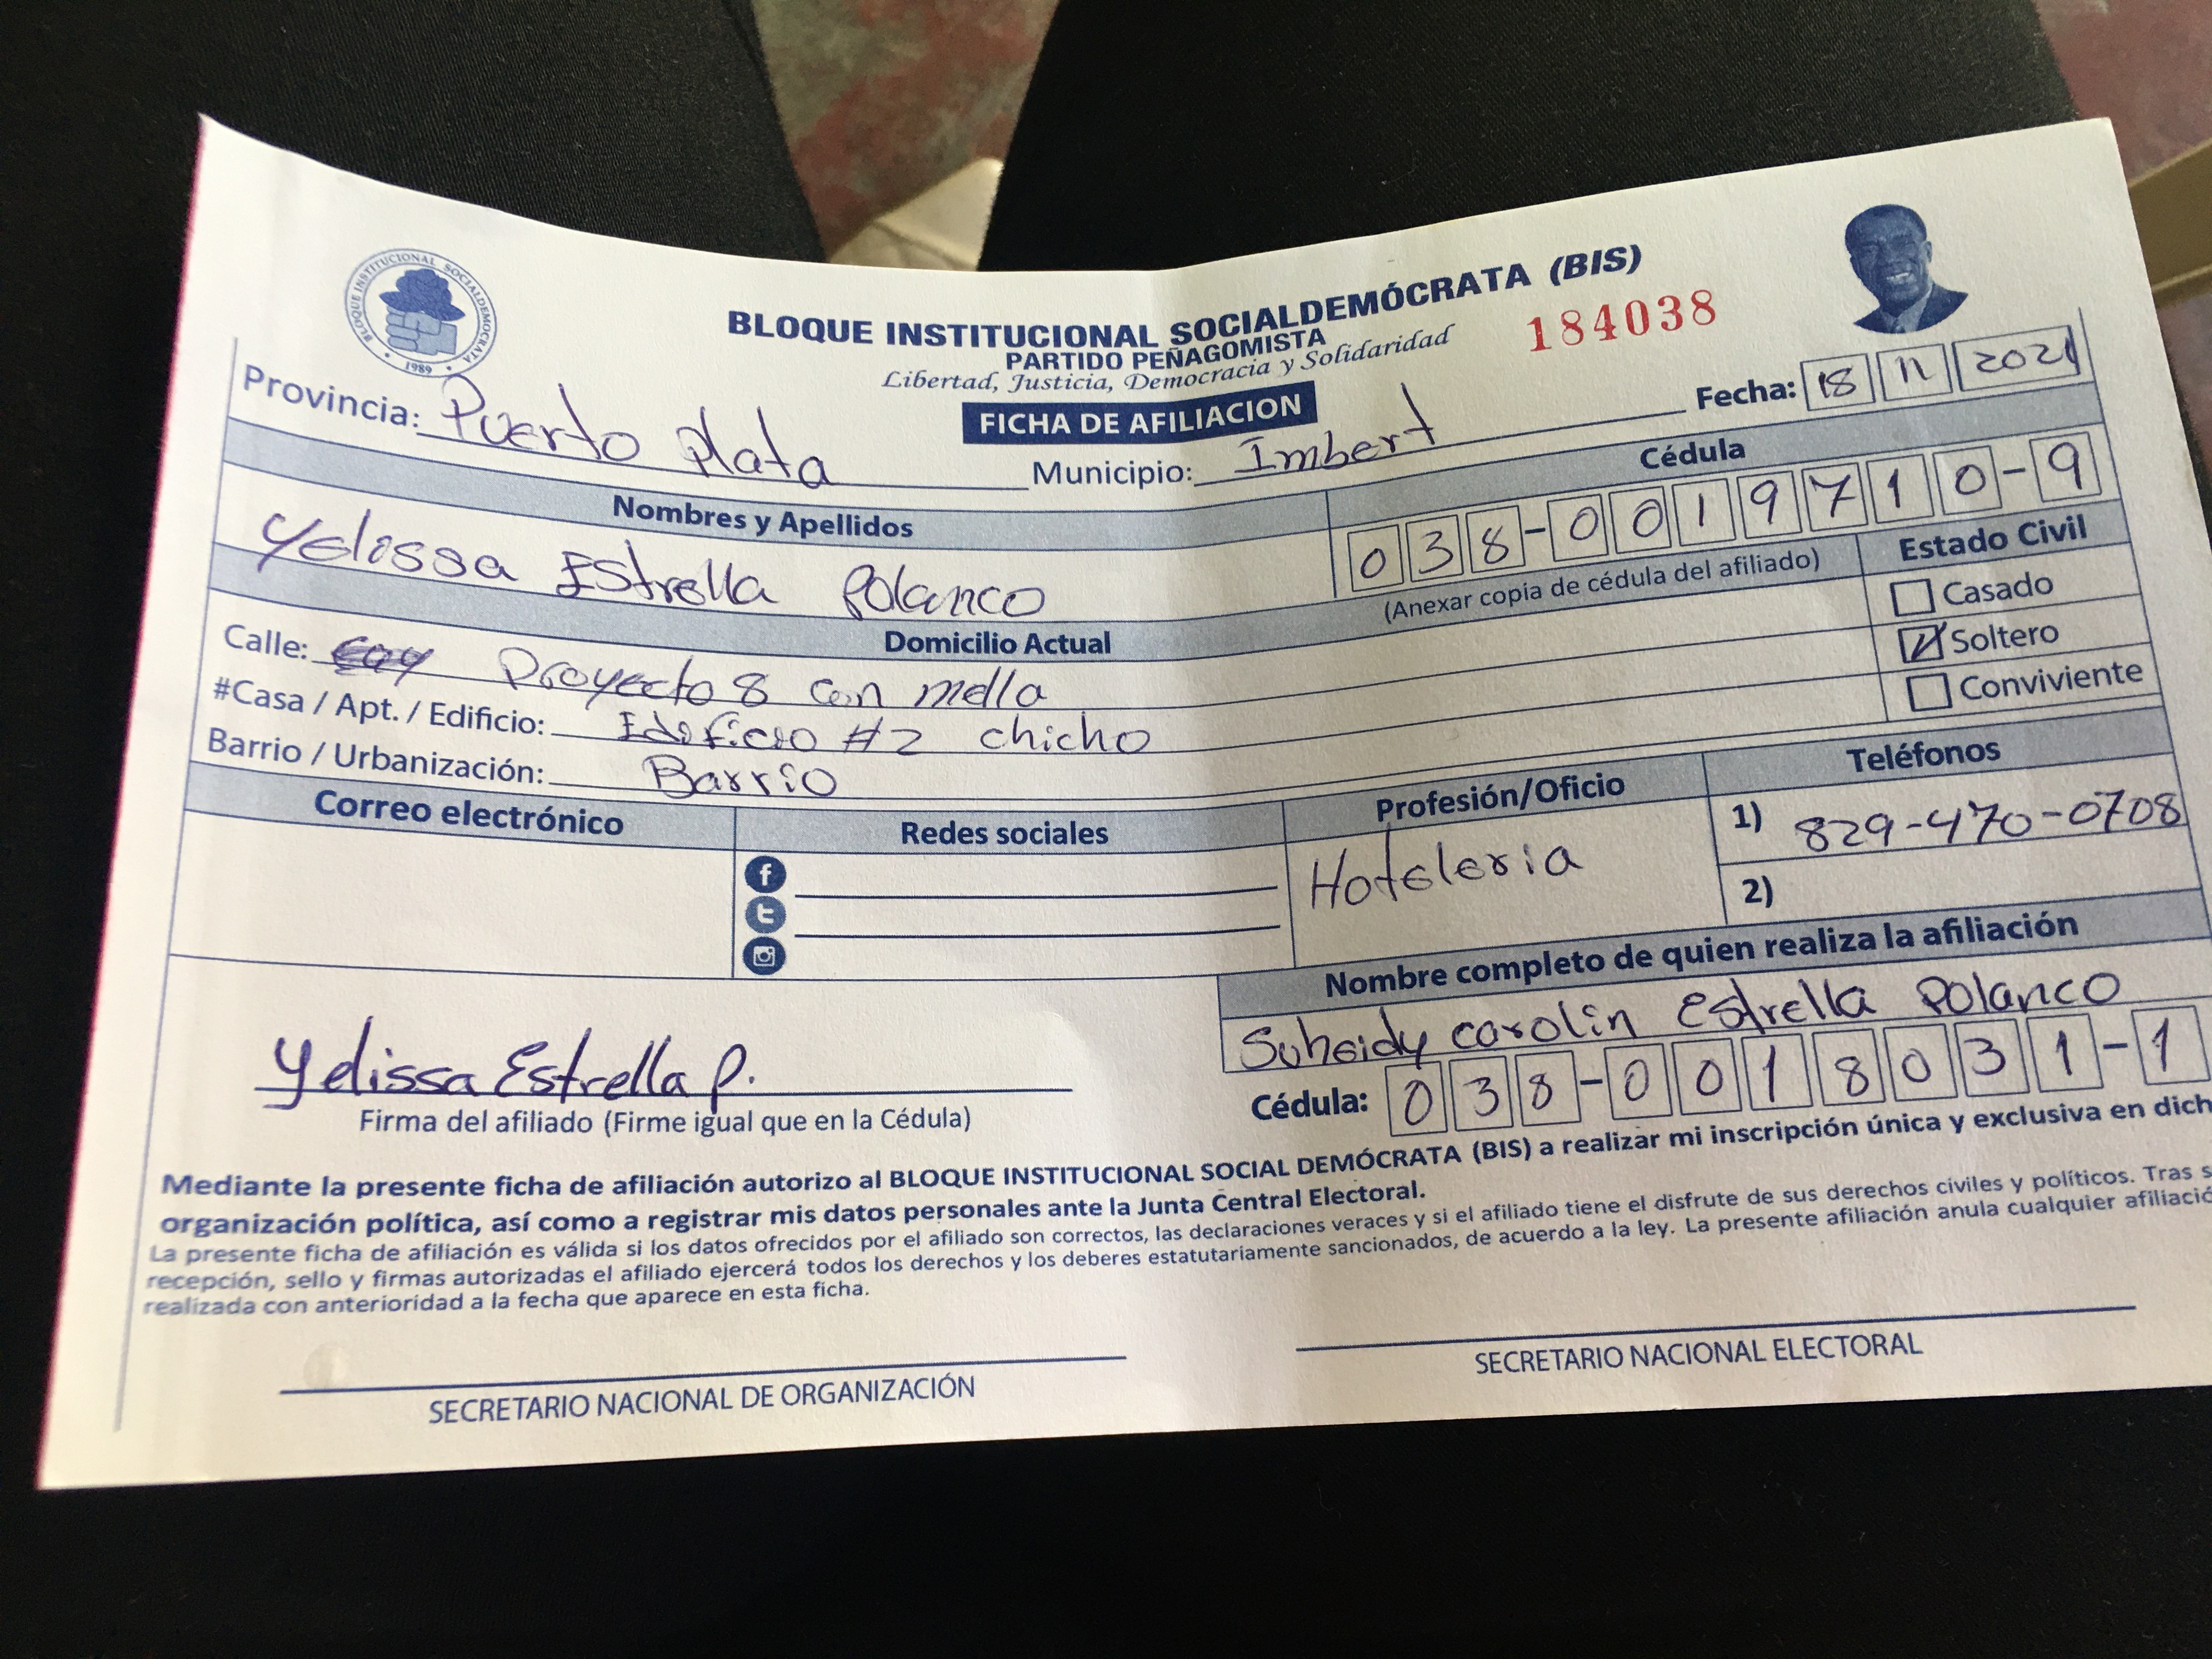 BLOQUE INSTITUCIONAL SOCIALDEMÓCRATA
1989
BLOQUE INSTITUCIONAL SOCIALDEMÓCRATA (BIS)
PARTIDO PEÑAGOMISTA
Libertad, Justicia, Democracia y Solidaridad
184038
FICHA DE AFILIACION
Fecha: 18 11 2021
Provincia: Puerto Plata Municipio: Imbert
Nombres y Apellidos
Yelissa Estrella Polanco
Cédula
038-0019710-9
(Anexar copia de cédula del afiliado)
Estado Civil
Casado
Soltero
Conviviente
Domicilio Actual
Calle: Proyecto 8 con mella
#Casa / Apt. / Edificio: Edificio #2 chicho
Barrio / Urbanización: Barrio
Correo electrónico
Redes sociales
Profesión/Oficio
Hoteleria
Teléfonos
1) 829-470-0708
2)
Nombre completo de quien realiza la afiliación
carolin Estrella Polanco
Cédula: 038-0018031-1
Yelissa Estrella P.
Firma del afiliado (Firme igual que en la Cédula)
Mediante la presente ficha de afiliación autorizo al BLOQUE INSTITUCIONAL SOCIAL DEMÓCRATA (BIS) a realizar mi inscripción única y exclusiva en dich
organización política, así como a registrar mis datos personales ante la Junta Central Electoral.
La presente ficha de afiliación es válida si los datos ofrecidos por el afiliado son correctos, las declaraciones veraces y si el afiliado tiene el disfrute de sus derechos civiles y políticos. Tras s
recepción, sello y firmas autorizadas el afiliado ejercerá todos los derechos y los deberes estatutariamente sancionados, de acuerdo a la ley. La presente afiliación anula cualquier afiliació
realizada con anterioridad a la fecha que aparece en esta ficha.
SECRETARIO NACIONAL DE ORGANIZACIÓN
SECRETARIO NACIONAL ELECTORAL